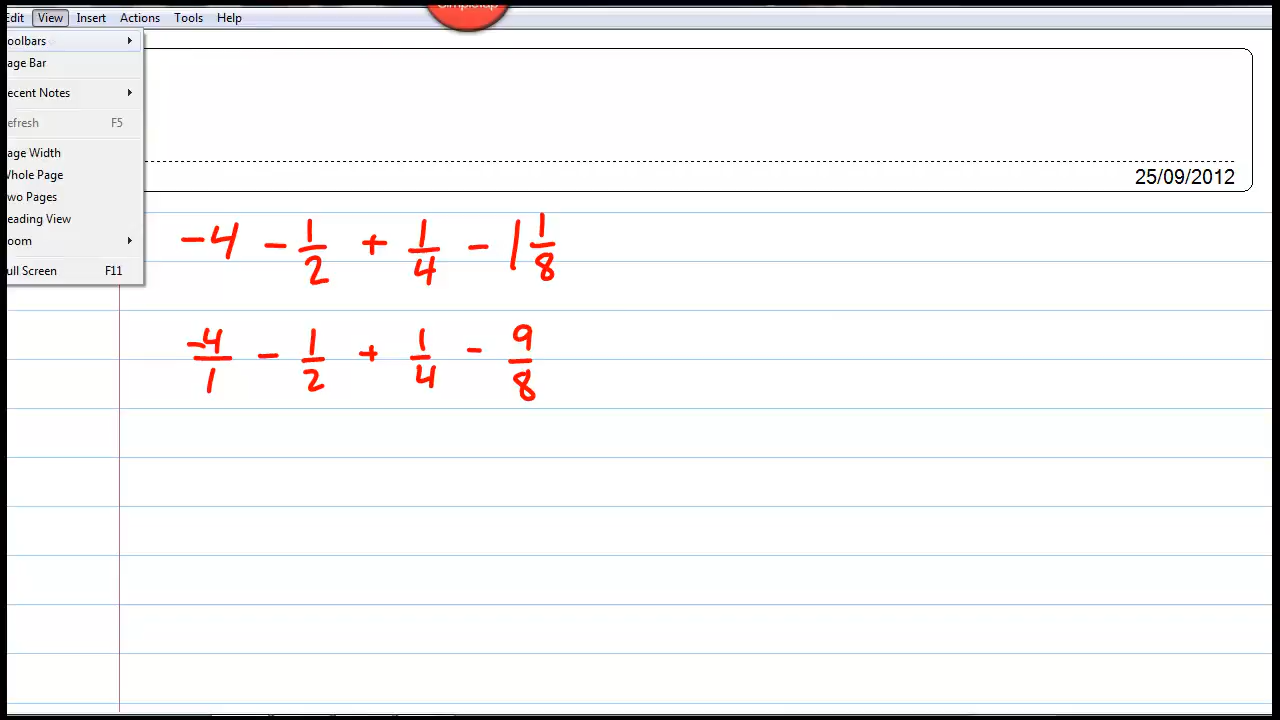 Edit View Insert Actions Tools Help
SimpleTap
oolbars
age Bar
ecent Notes
efresh F5
age Width
Whole Page
wo Pages
eading View
oom
ull Screen F11
25/09/2012
-4 - 1/2 + 1/4 - 1 1/8
-4/1 - 1/2 + 1/4 - 9/8